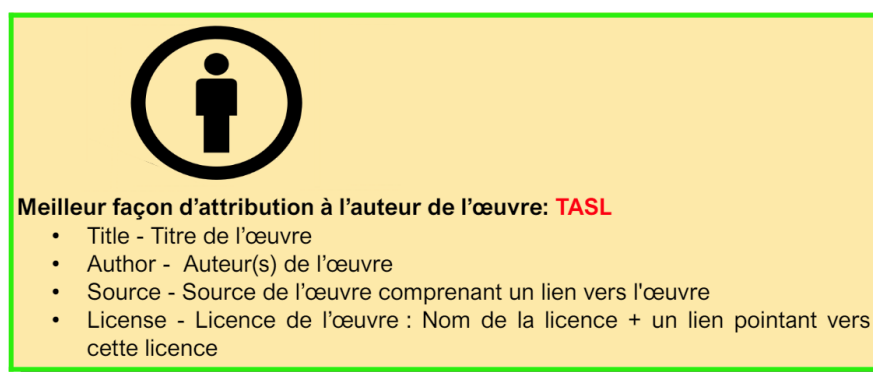 Meilleur façon d’attribution à l’auteur de l’œuvre: TASL
• Title - Titre de l’œuvre
• Author - Auteur(s) de l’œuvre
• Source - Source de l’œuvre comprenant un lien vers l'œuvre
• License - Licence de l’œuvre : Nom de la licence + un lien pointant vers
cette licence